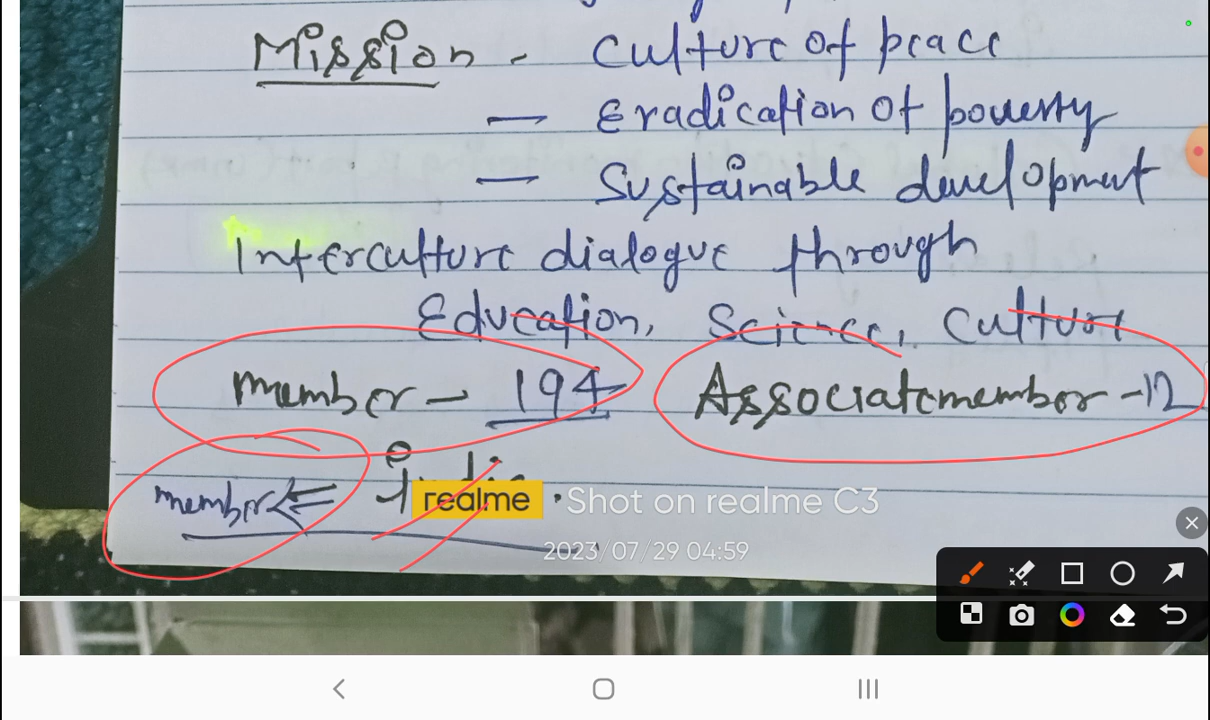 Mission - Culture of peace
— Eradication of poverty
— Sustainable development
Interculture dialogue through
Education, Science, Culture
member - 194 Associatemember -12
member India.
realme Shot on realme C3
2023/07/29 04:59